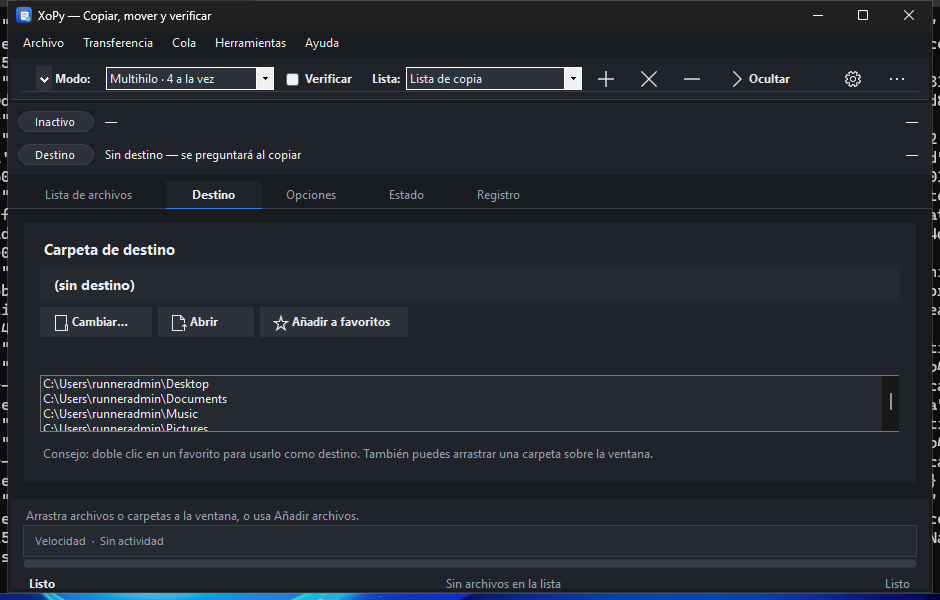 XoPy — Copiar, mover y verificar
Archivo Transferencia Cola Herramientas Ayuda
Modo: Multihilo · 4 a la vez Verificar Lista: Lista de copia Ocultar
Inactivo —
Destino Sin destino — se preguntará al copiar
Lista de archivos Destino Opciones Estado Registro
Carpeta de destino
(sin destino)
Cambiar... Abrir Añadir a favoritos
C:\Users\runneradmin\Desktop
C:\Users\runneradmin\Documents
C:\Users\runneradmin\Music
C:\Users\runneradmin\Pictures
Consejo: doble clic en un favorito para usarlo como destino. También puedes arrastrar una carpeta sobre la ventana.
Arrastra archivos o carpetas a la ventana, o usa Añadir archivos.
Velocidad · Sin actividad
Listo Sin archivos en la lista Listo